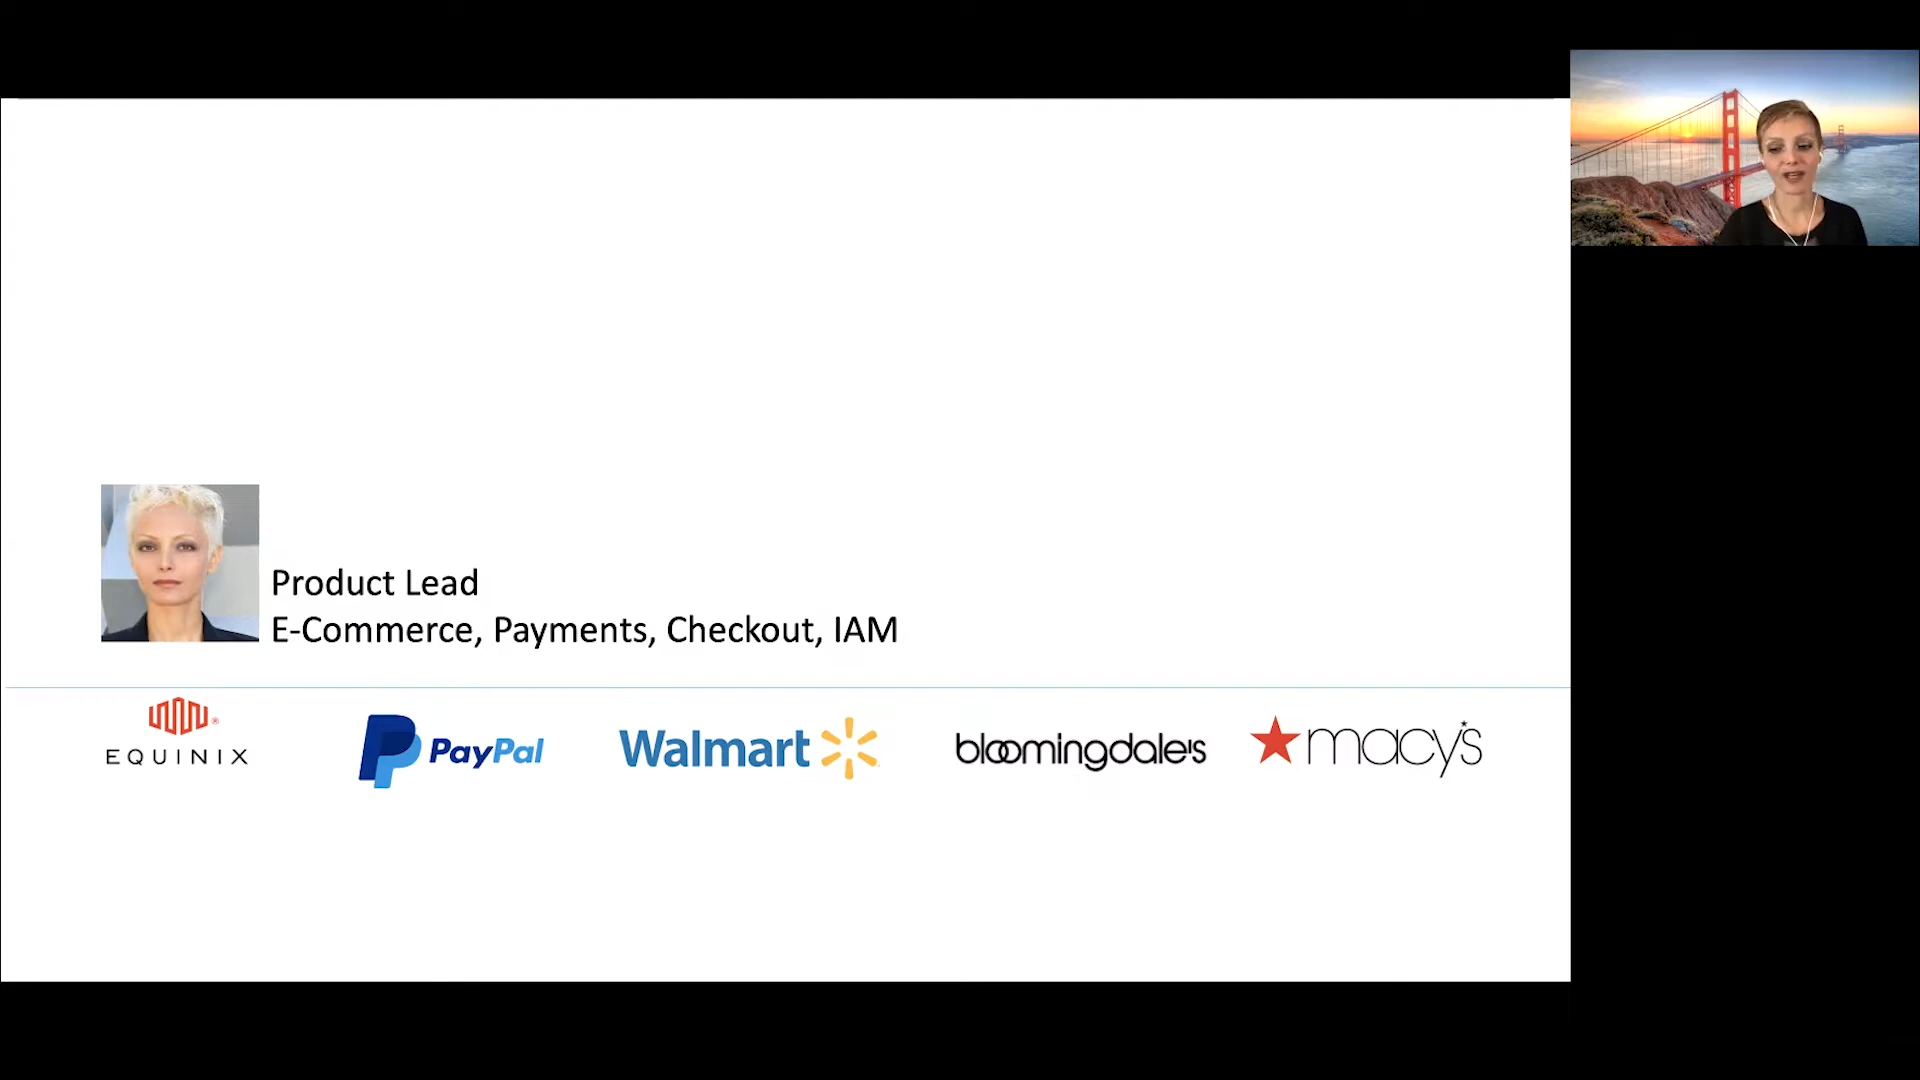 Product Lead
E-Commerce, Payments, Checkout, IAM
EQUINIX®
PayPal
Walmart
bloomingdale's
macy's